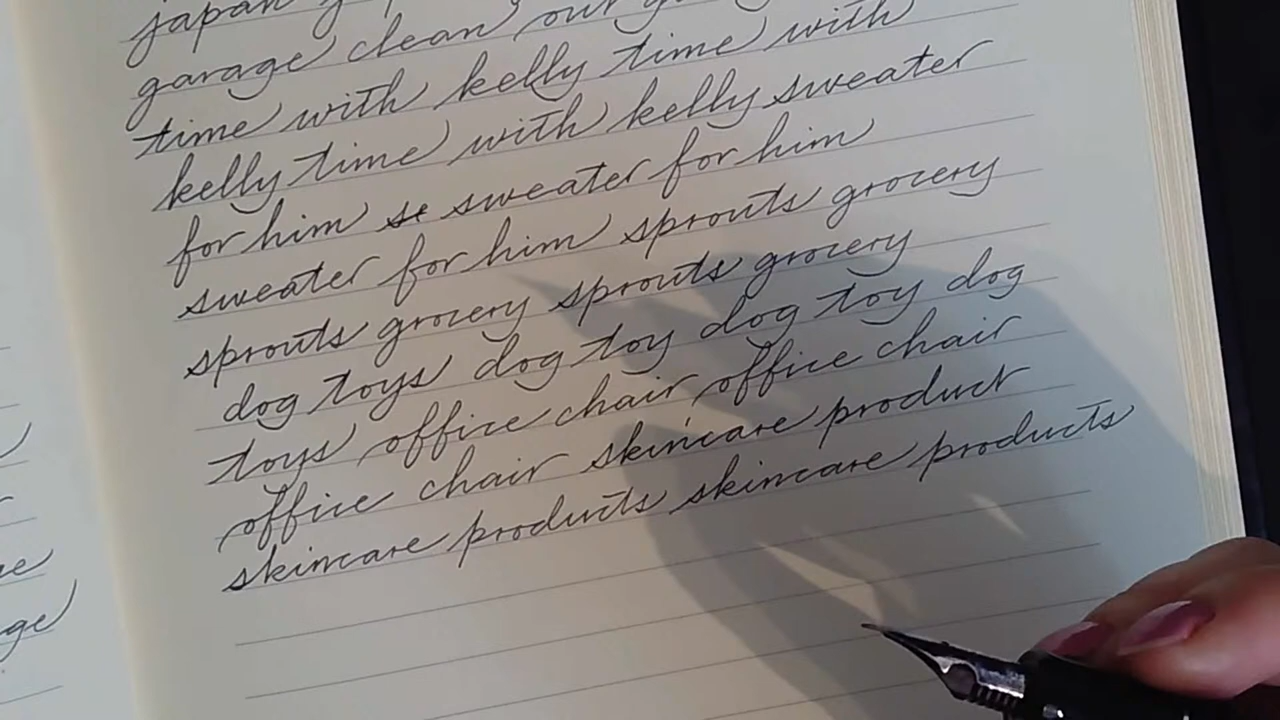 japan
garage clean out
time with kelly time with
kelly time with kelly sweater
for him se sweater for him
sweater for him sprouts grocery
sprouts grocery sprouts grocery
dog toys dog toy dog toy dog
toys office chair office chair
office chair skincare product
skincare products skincare products